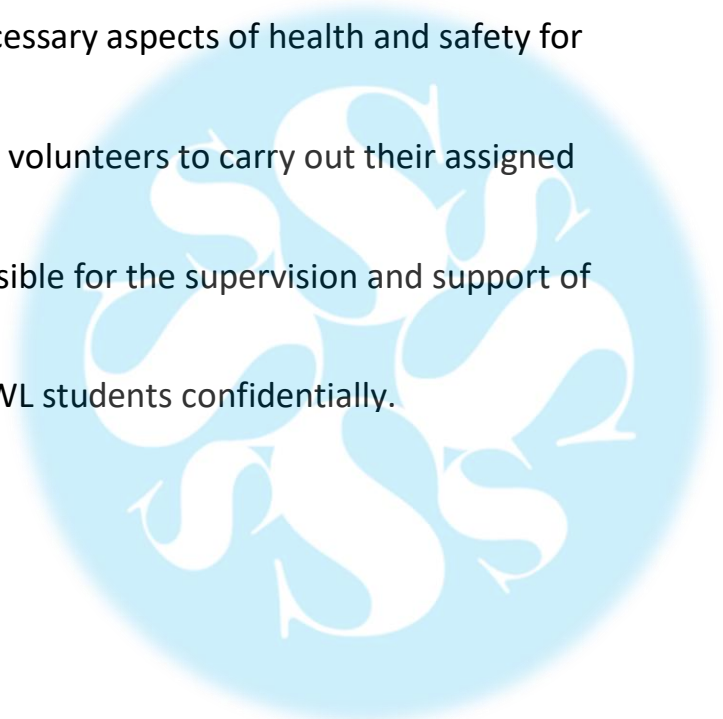 cessary aspects of health and safety for
volunteers to carry out their assigned
sible for the supervision and support of
WL students confidentially.